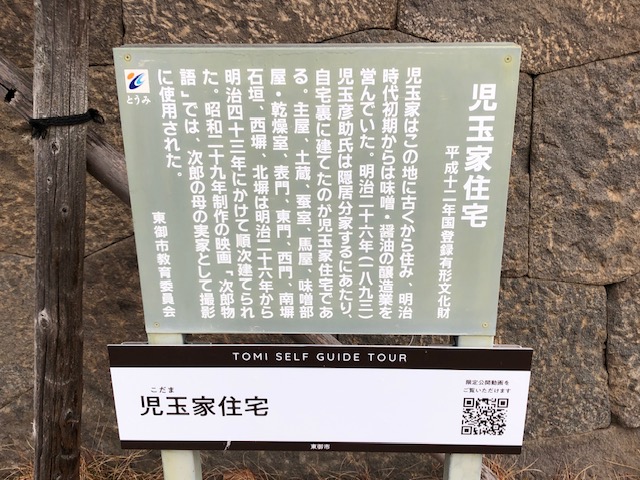 児玉家住宅
平成十二年国登録有形文化財
児玉家はこの地に古くから住み、明治
時代初期からは味噌・醤油の醸造業を
営んでいた。明治二十六年(一八九三)
児玉彦助氏は隠居分家するにあたり、
自宅裏に建てたのが児玉家住宅であ
る。主屋、土蔵、蚕室、馬屋、味噌部
屋・乾燥室、表門、東門、西門、南塀
石垣、西塀、北塀は明治二十六年から
明治四十三年にかけて順次建てられ
た。昭和二十九年制作の映画「次郎物
語」では、次郎の母の実家として撮影
に使用された。
東御市教育委員会
とうみ
TOMI SELF GUIDE TOUR
こだま
児玉家住宅
限定公開動画を
ご覧いただけます
東御市